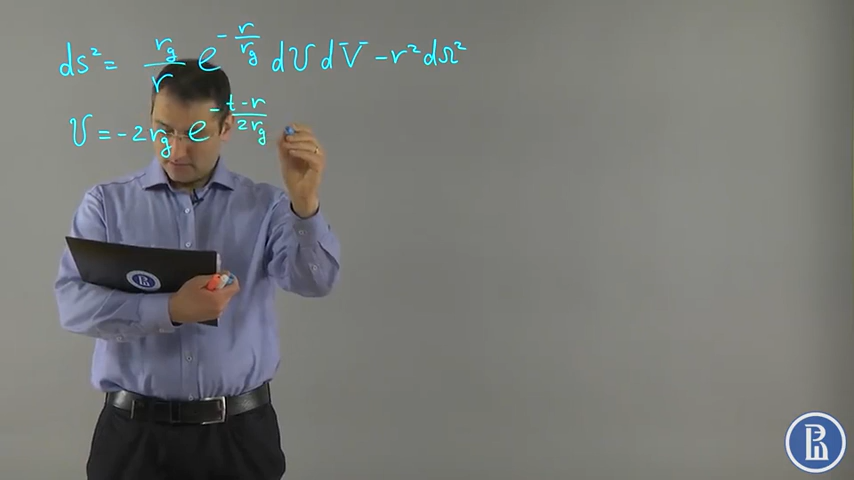 ds² = r_g/r e^(-r/r_g) dU dV - r² dΩ²
U = -2r_g e^(-(t-r)/(2r_g))